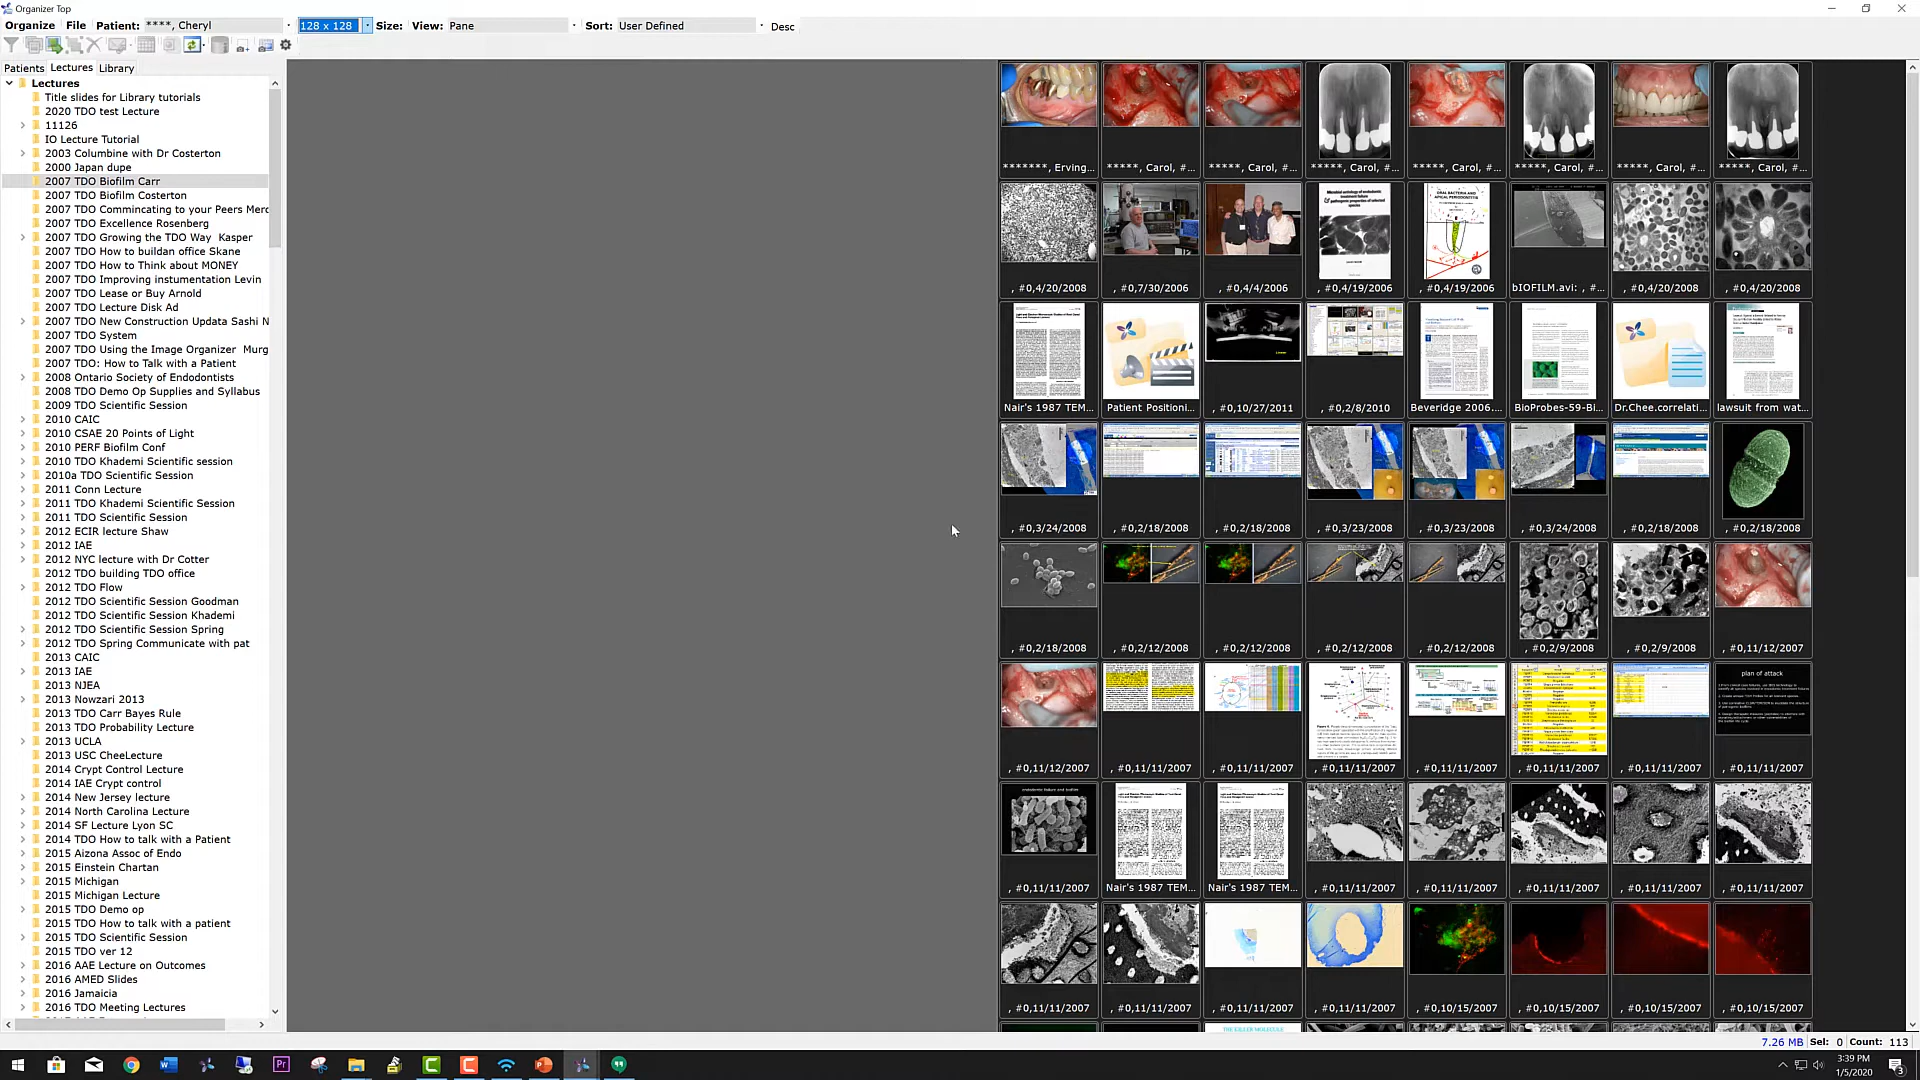 Organizer Top
Organize File Patient: ****, Cheryl 128 x 128 Size: View: Pane Sort: User Defined Desc
Patients Lectures Library
Lectures
Title slides for Library tutorials
2020 TDO test Lecture
11126
IO Lecture Tutorial
2003 Columbine with Dr Costerton
2000 Japan dupe
2007 TDO Biofilm Carr
2007 TDO Biofilm Costerton
2007 TDO Commincating to your Peers Merc
2007 TDO Excellence Rosenberg
2007 TDO Growing the TDO Way Kasper
2007 TDO How to buildan office Skane
2007 TDO How to Think about MONEY
2007 TDO Improving instumentation Levin
2007 TDO Lease or Buy Arnold
2007 TDO Lecture Disk Ad
2007 TDO New Construction Updata Sashi N
2007 TDO System
2007 TDO Using the Image Organizer Murg
2007 TDO: How to Talk with a Patient
2008 Ontario Society of Endodontists
2008 TDO Demo Op Supplies and Syllabus
2009 TDO Scientific Session
2010 CAIC
2010 CSAE 20 Points of Light
2010 PERF Biofilm Conf
2010 TDO Khademi Scientific session
2010a TDO Scientific Session
2011 Conn Lecture
2011 TDO Khademi Scientific Session
2011 TDO Scientific Session
2012 ECIR lecture Shaw
2012 IAE
2012 NYC lecture with Dr Cotter
2012 TDO building TDO office
2012 TDO Flow
2012 TDO Scientific Session Goodman
2012 TDO Scientific Session Khademi
2012 TDO Scientific Session Spring
2012 TDO Spring Communicate with pat
2013 CAIC
2013 IAE
2013 NJEA
2013 Nowzari 2013
2013 TDO Carr Bayes Rule
2013 TDO Probability Lecture
2013 UCLA
2013 USC CheeLecture
2014 Crypt Control Lecture
2014 IAE Crypt control
2014 New Jersey lecture
2014 North Carolina Lecture
2014 SF Lecture Lyon SC
2014 TDO How to talk with a Patient
2015 Aizona Assoc of Endo
2015 Einstein Chartan
2015 Michigan
2015 Michigan Lecture
2015 TDO Demo op
2015 TDO How to talk with a patient
2015 TDO Scientific Session
2015 TDO ver 12
2016 AAE Lecture on Outcomes
2016 AMED Slides
2016 Jamaicia
2016 TDO Meeting Lectures
*******, Erving... *****, Carol, #... *****, Carol, #... *****, Carol, #... *****, Carol, #... *****, Carol, #... *****, Carol, #... *****, Carol, #...
, #0,4/20/2008 , #0,7/30/2006 , #0,4/4/2006 , #0,4/19/2006 , #0,4/19/2006 bIOFILM.avi: , #... , #0,4/20/2008 , #0,4/20/2008
Nair's 1987 TEM... Patient Positioni... , #0,10/27/2011 , #0,2/8/2010 Beveridge 2006.... BioProbes-59-Bi... Dr.Chee.correlati... lawsuit from wat...
, #0,3/24/2008 , #0,2/18/2008 , #0,2/18/2008 , #0,3/23/2008 , #0,3/23/2008 , #0,3/24/2008 , #0,2/18/2008 , #0,2/18/2008
, #0,2/18/2008 , #0,2/12/2008 , #0,2/12/2008 , #0,2/12/2008 , #0,2/12/2008 , #0,2/9/2008 , #0,2/9/2008 , #0,11/12/2007
plan of attack
, #0,11/12/2007 , #0,11/11/2007 , #0,11/11/2007 , #0,11/11/2007 , #0,11/11/2007 , #0,11/11/2007 , #0,11/11/2007 , #0,11/11/2007
, #0,11/11/2007 Nair's 1987 TEM... Nair's 1987 TEM... , #0,11/11/2007 , #0,11/11/2007 , #0,11/11/2007 , #0,11/11/2007 , #0,11/11/2007
, #0,11/11/2007 , #0,11/11/2007 , #0,11/11/2007 , #0,11/11/2007 , #0,10/15/2007 , #0,10/15/2007 , #0,10/15/2007 , #0,10/15/2007
THE KILLER MOLECULE
7.26 MB Sel: 0 Count: 113
3:39 PM
1/5/2020